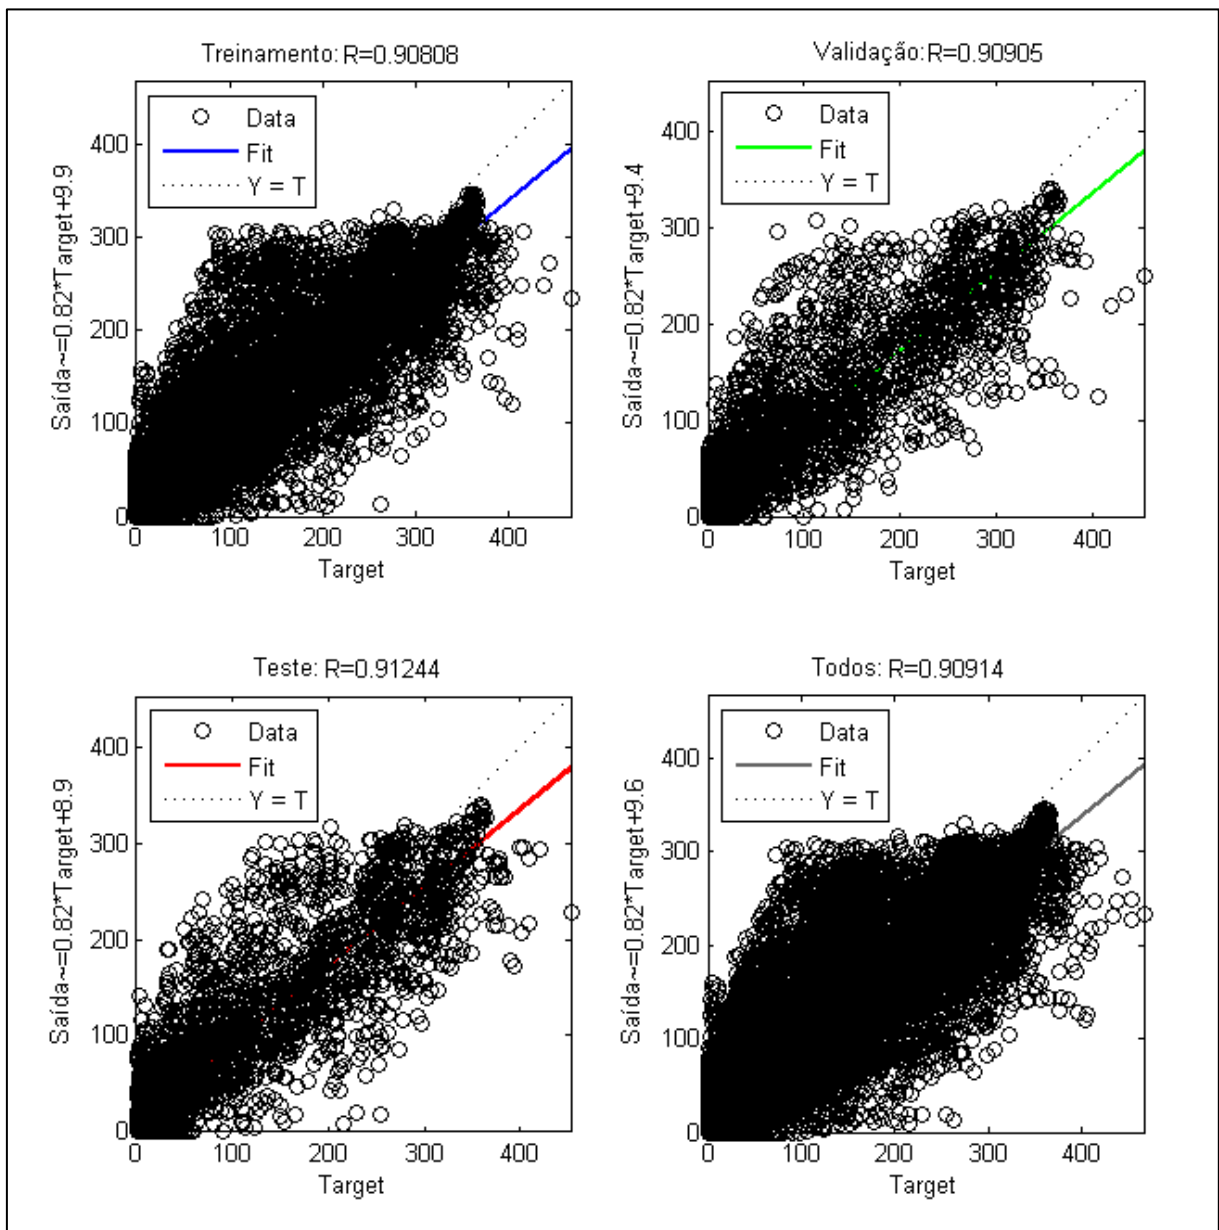 Treinamento: R=0.90808
Data
Fit
Y = T
Saída~=0.82*Target+9.9
400
300
200
100
0
0 100 200 300 400
Target
Validação: R=0.90905
Data
Fit
Y = T
Saída~=0.82*Target+9.4
400
300
200
100
0
0 100 200 300 400
Target
Teste: R=0.91244
Data
Fit
Y = T
Saída~=0.82*Target+8.9
400
300
200
100
0
0 100 200 300 400
Target
Todos: R=0.90914
Data
Fit
Y = T
Saída~=0.82*Target+9.6
400
300
200
100
0
0 100 200 300 400
Target